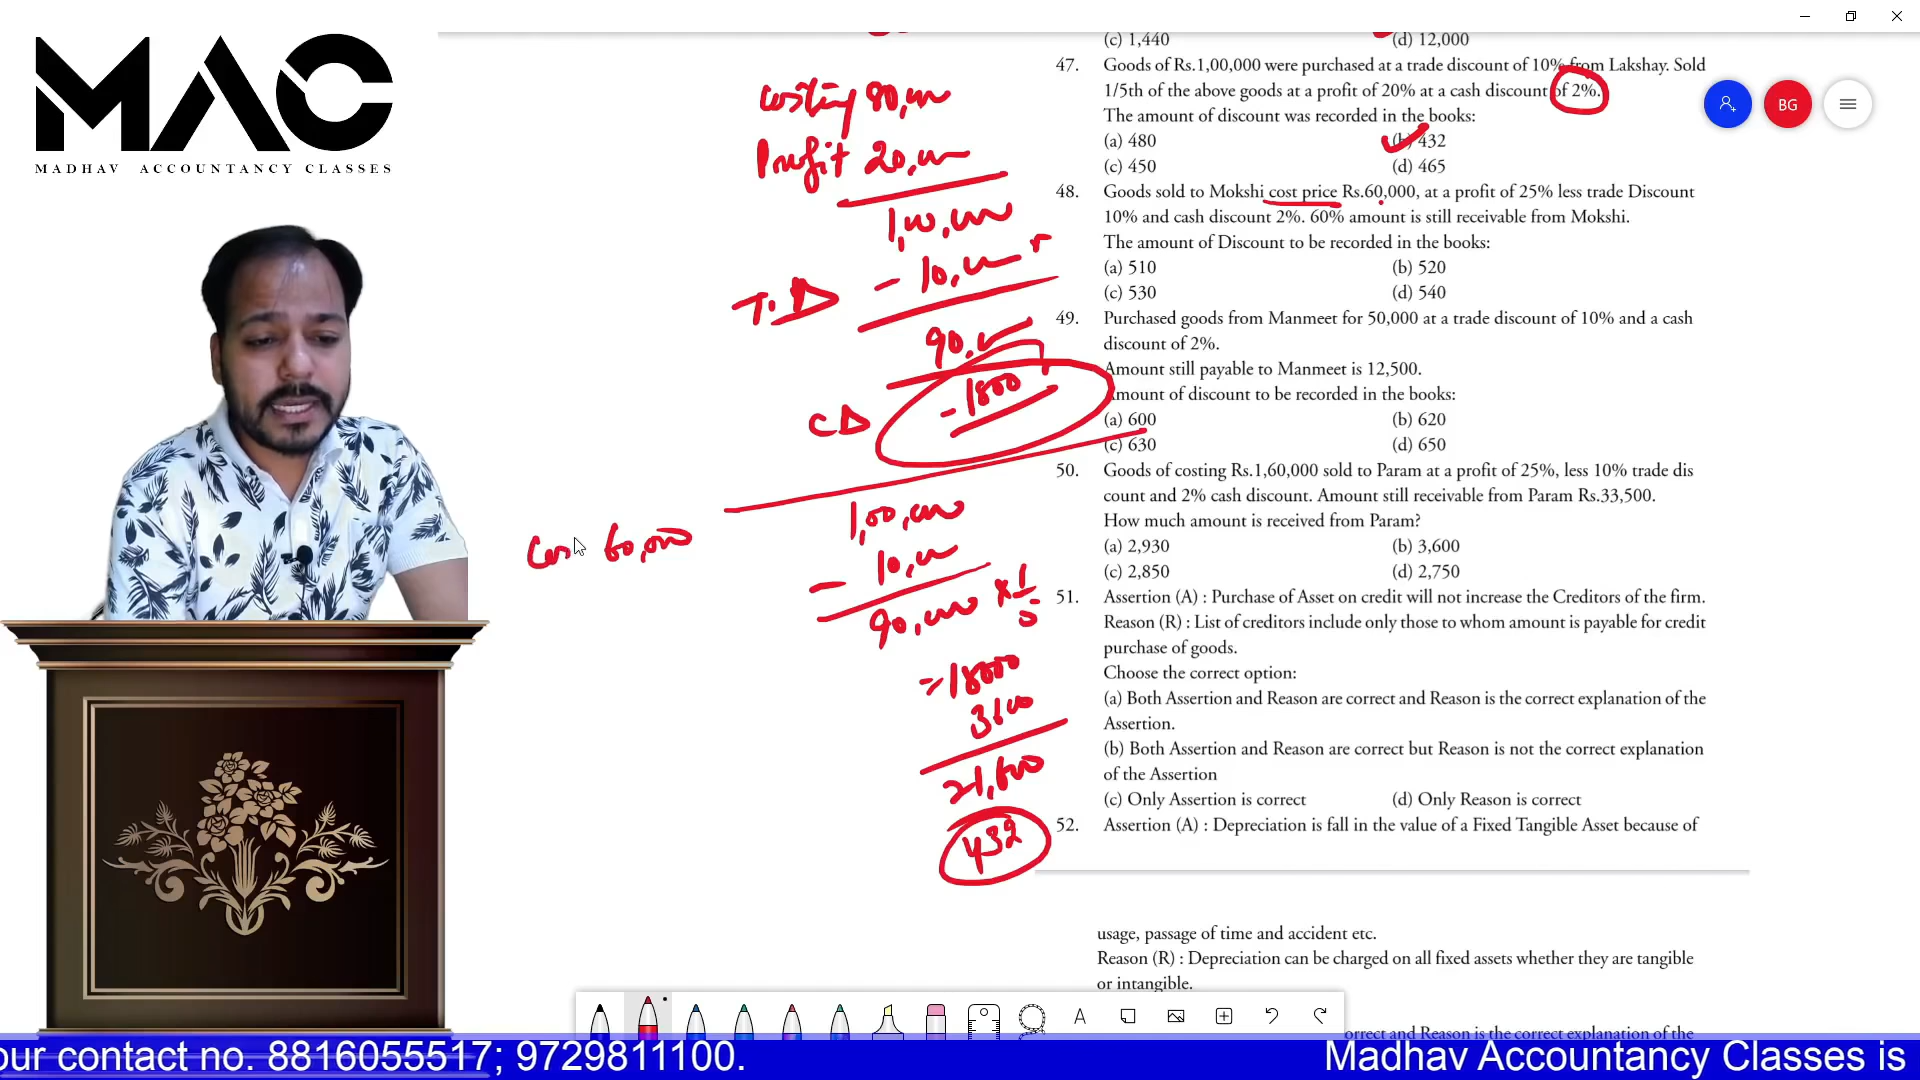 MAC
MADHAV ACCOUNTANCY CLASSES
costing 80,000
Profit 20,000
1,00,000
- 10,000
T.D
90,000
- 1800
CD
1,00,000
- 10,000
90,000 x 1/5
= 18000
3600
21,600
432
Cost 60,000
(c) 1,440 (d) 12,000
47. Goods of Rs.1,00,000 were purchased at a trade discount of 10% from Lakshay. Sold
1/5th of the above goods at a profit of 20% at a cash discount of 2%.
The amount of discount was recorded in the books:
(a) 480 (b) 432
(c) 450 (d) 465
48. Goods sold to Mokshi cost price Rs.60,000, at a profit of 25% less trade Discount
10% and cash discount 2%. 60% amount is still receivable from Mokshi.
The amount of Discount to be recorded in the books:
(a) 510 (b) 520
(c) 530 (d) 540
49. Purchased goods from Manmeet for 50,000 at a trade discount of 10% and a cash
discount of 2%.
Amount still payable to Manmeet is 12,500.
Amount of discount to be recorded in the books:
(a) 600 (b) 620
(c) 630 (d) 650
50. Goods of costing Rs.1,60,000 sold to Param at a profit of 25%, less 10% trade dis
count and 2% cash discount. Amount still receivable from Param Rs.33,500.
How much amount is received from Param?
(a) 2,930 (b) 3,600
(c) 2,850 (d) 2,750
51. Assertion (A) : Purchase of Asset on credit will not increase the Creditors of the firm.
Reason (R) : List of creditors include only those to whom amount is payable for credit
purchase of goods.
Choose the correct option:
(a) Both Assertion and Reason are correct and Reason is the correct explanation of the
Assertion.
(b) Both Assertion and Reason are correct but Reason is not the correct explanation
of the Assertion
(c) Only Assertion is correct (d) Only Reason is correct
52. Assertion (A) : Depreciation is fall in the value of a Fixed Tangible Asset because of
usage, passage of time and accident etc.
Reason (R) : Depreciation can be charged on all fixed assets whether they are tangible
or intangible.
orrect and Reason is the correct explanation of the
BG
A
our contact no. 8816055517; 9729811100.
Madhav Accountancy Classes is